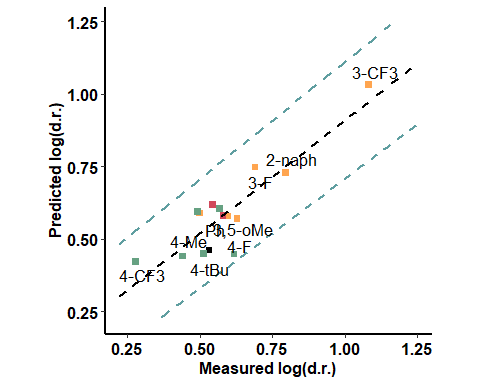 1.25
3-CF3
1.00
Predicted log(d.r.)
2-naph
0.75
3-F
Ph
3,5-oMe
0.50
4-Me
4-F
4-CF3
4-tBu
0.25
0.25 0.50 0.75 1.00 1.25
Measured log(d.r.)